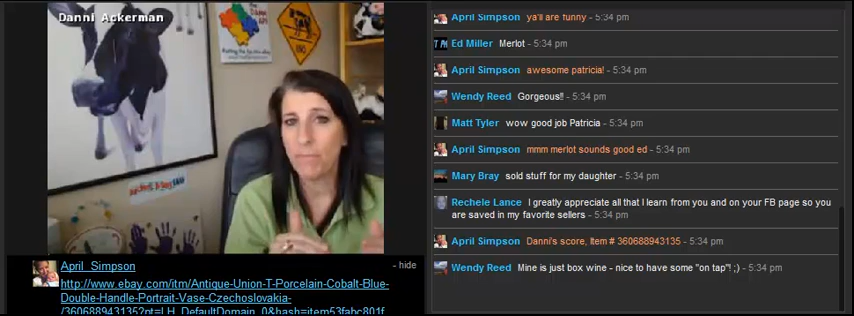 Danni Ackerman
April_Simpson
- hide
http://www.ebay.com/itm/Antique-Union-T-Porcelain-Cobalt-Blue-
Double-Handle-Portrait-Vase-Czechoslovakia-
/360688943135?pt=LH_DefaultDomain_0&hash=item53fabc801f
April Simpson ya'll are funny - 5:34 pm
Ed Miller Merlot - 5:34 pm
April Simpson awesome patricia! - 5:34 pm
Wendy Reed Gorgeous!! - 5:34 pm
Matt Tyler wow good job Patricia - 5:34 pm
April Simpson mmm merlot sounds good ed - 5:34 pm
Mary Bray sold stuff for my daughter - 5:34 pm
Rechele Lance I greatly appreciate all that I learn from you and on your FB page so you
are saved in my favorite sellers - 5:34 pm
April Simpson Danni's score, Item # 360688943135 - 5:34 pm
Wendy Reed Mine is just box wine - nice to have some "on tap"! ;) - 5:34 pm